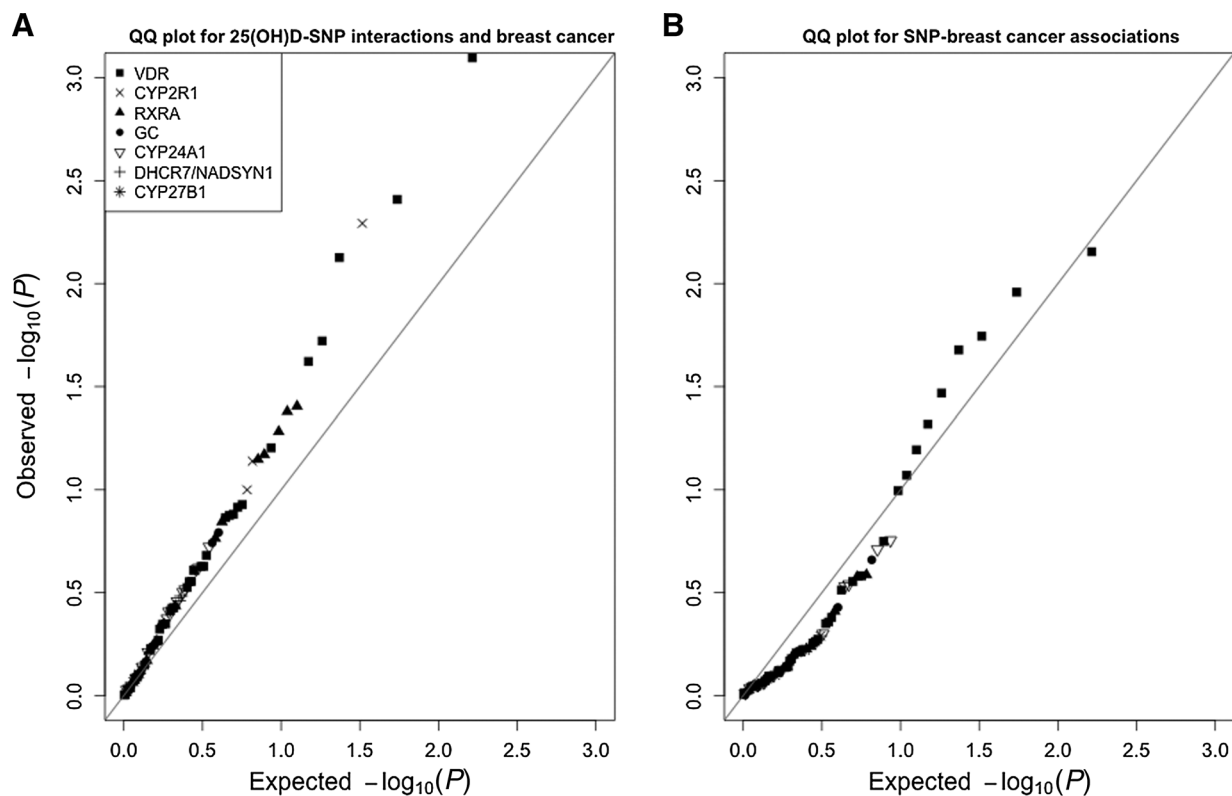 A
QQ plot for 25(OH)D-SNP interactions and breast cancer
VDR
CYP2R1
RXRA
GC
CYP24A1
DHCR7/NADSYN1
CYP27B1
Observed −log10(P)
3.0
2.5
2.0
1.5
1.0
0.5
0.0
0.0 0.5 1.0 1.5 2.0 2.5 3.0
Expected −log10(P)
B
QQ plot for SNP-breast cancer associations
3.0
2.5
2.0
1.5
1.0
0.5
0.0
0.0 0.5 1.0 1.5 2.0 2.5 3.0
Expected −log10(P)